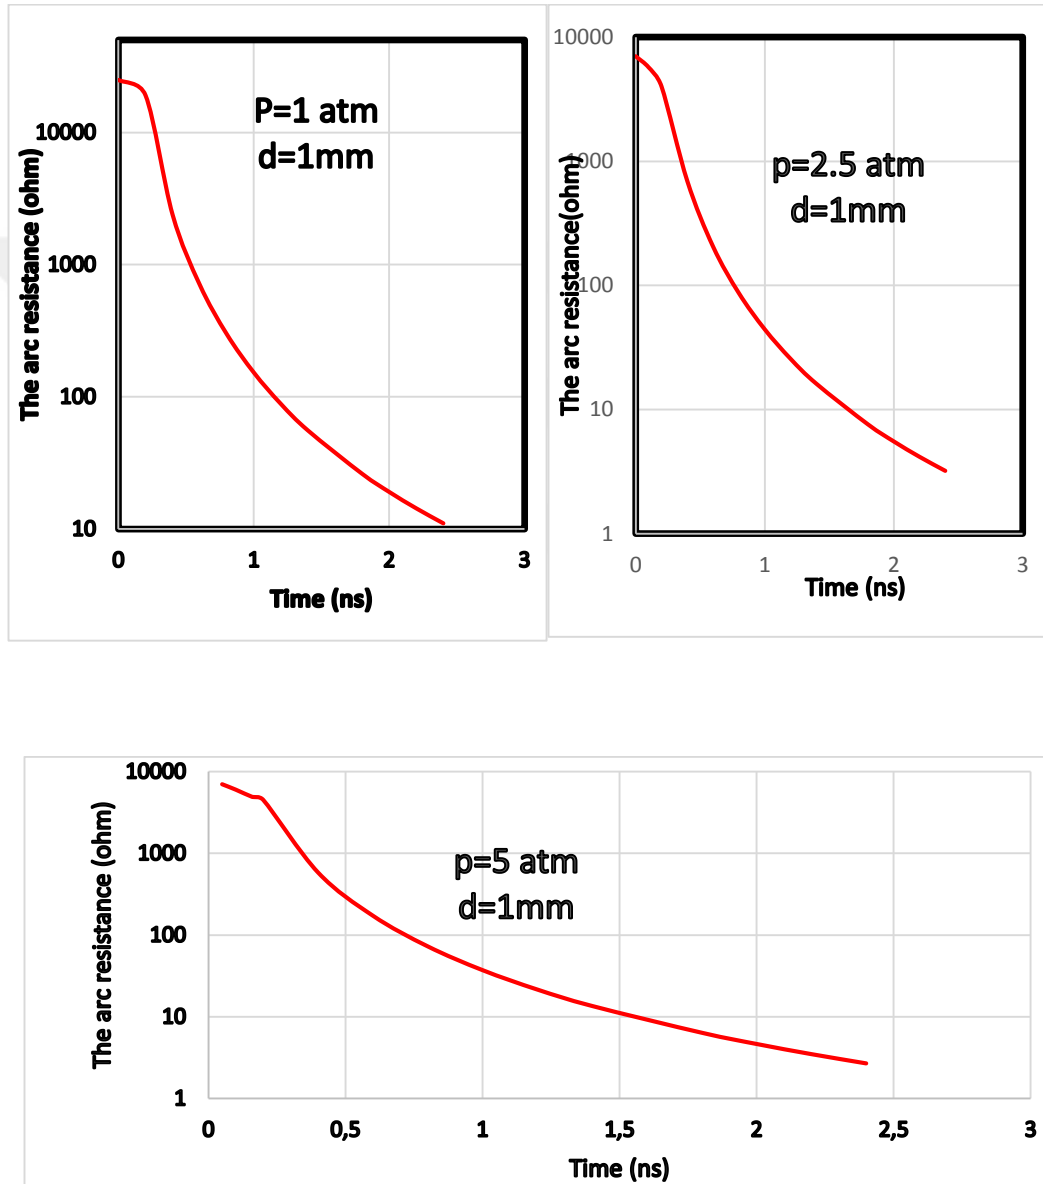 P=1 atm
d=1mm
The arc resistance (ohm)
10000
1000
100
10
0
1
2
3
Time (ns)
10000
1000
100
10
1
p=2.5 atm
d=1mm
The arc resistance(ohm)
0
1
2
3
Time (ns)
10000
1000
100
10
1
p=5 atm
d=1mm
The arc resistance (ohm)
0
0,5
1
1,5
2
2,5
3
Time (ns)